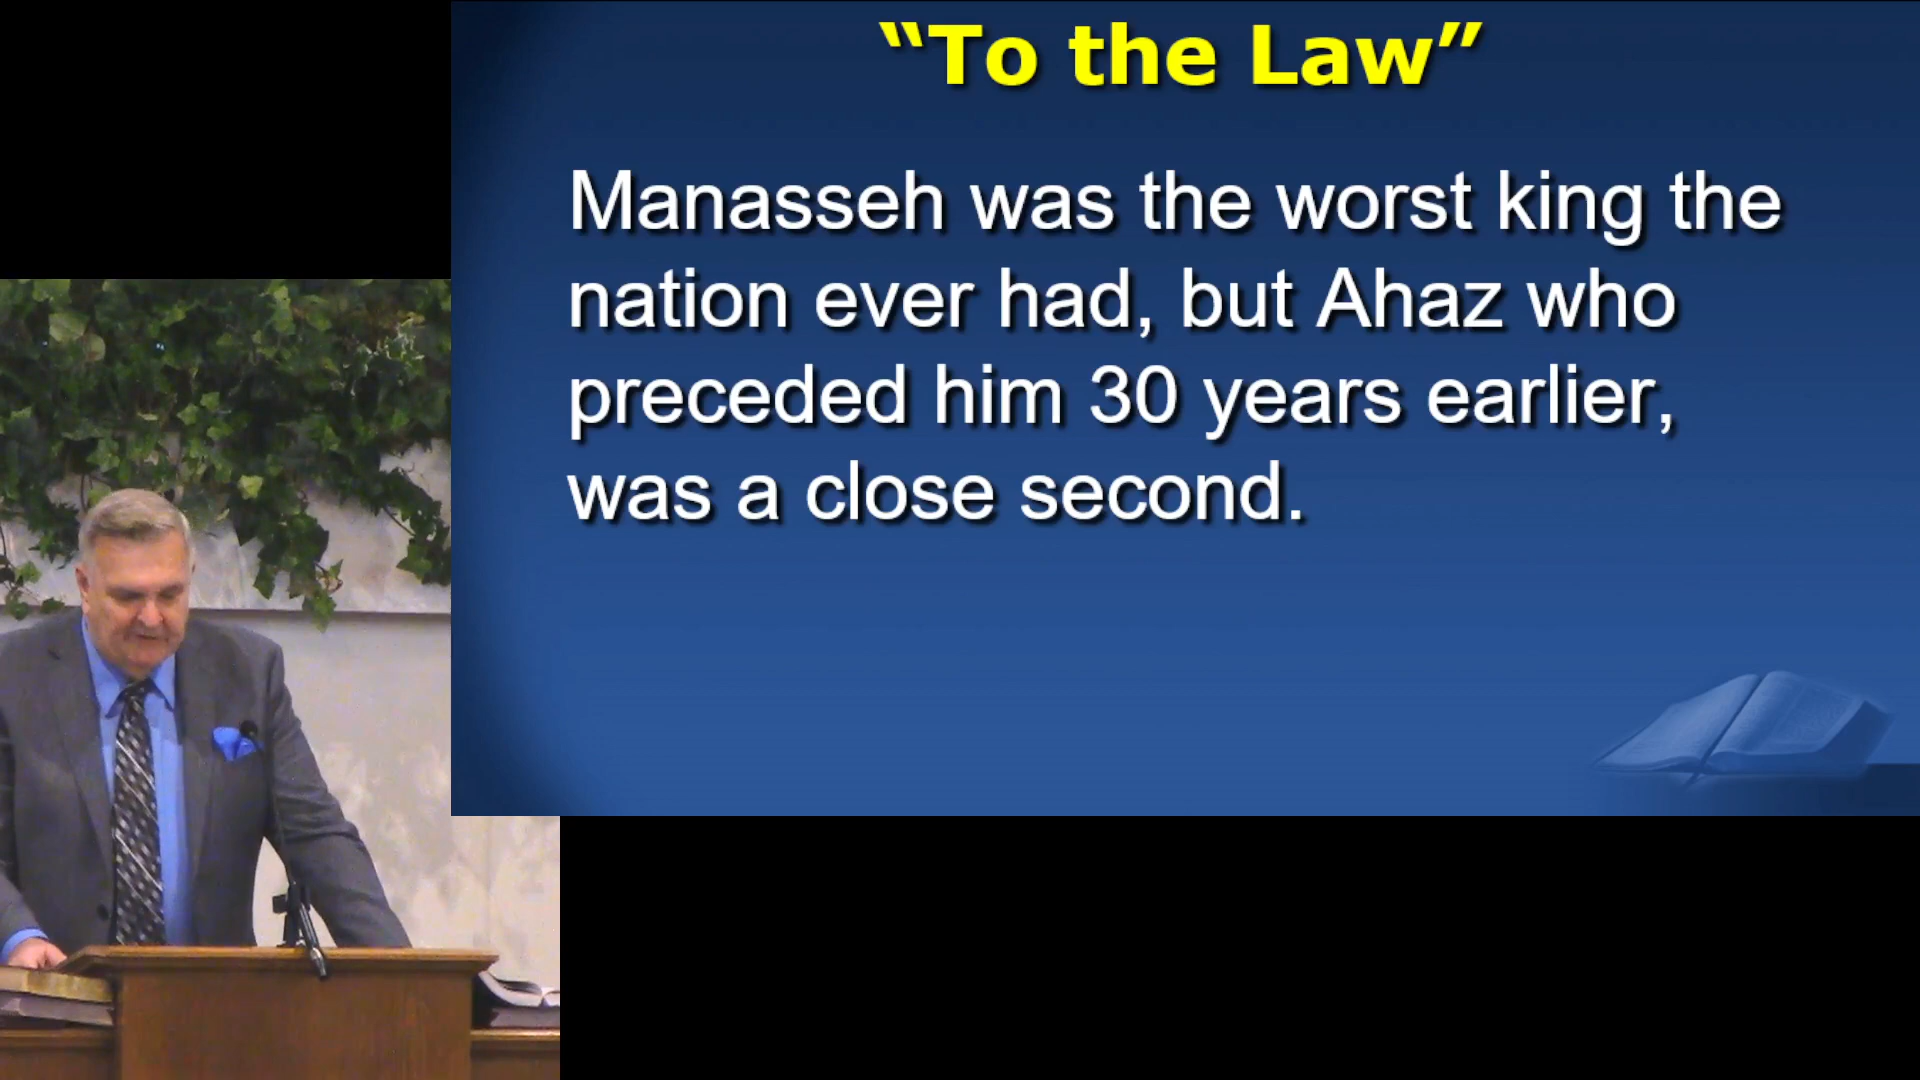 “To the Law”
Manasseh was the worst king the
nation ever had, but Ahaz who
preceded him 30 years earlier,
was a close second.